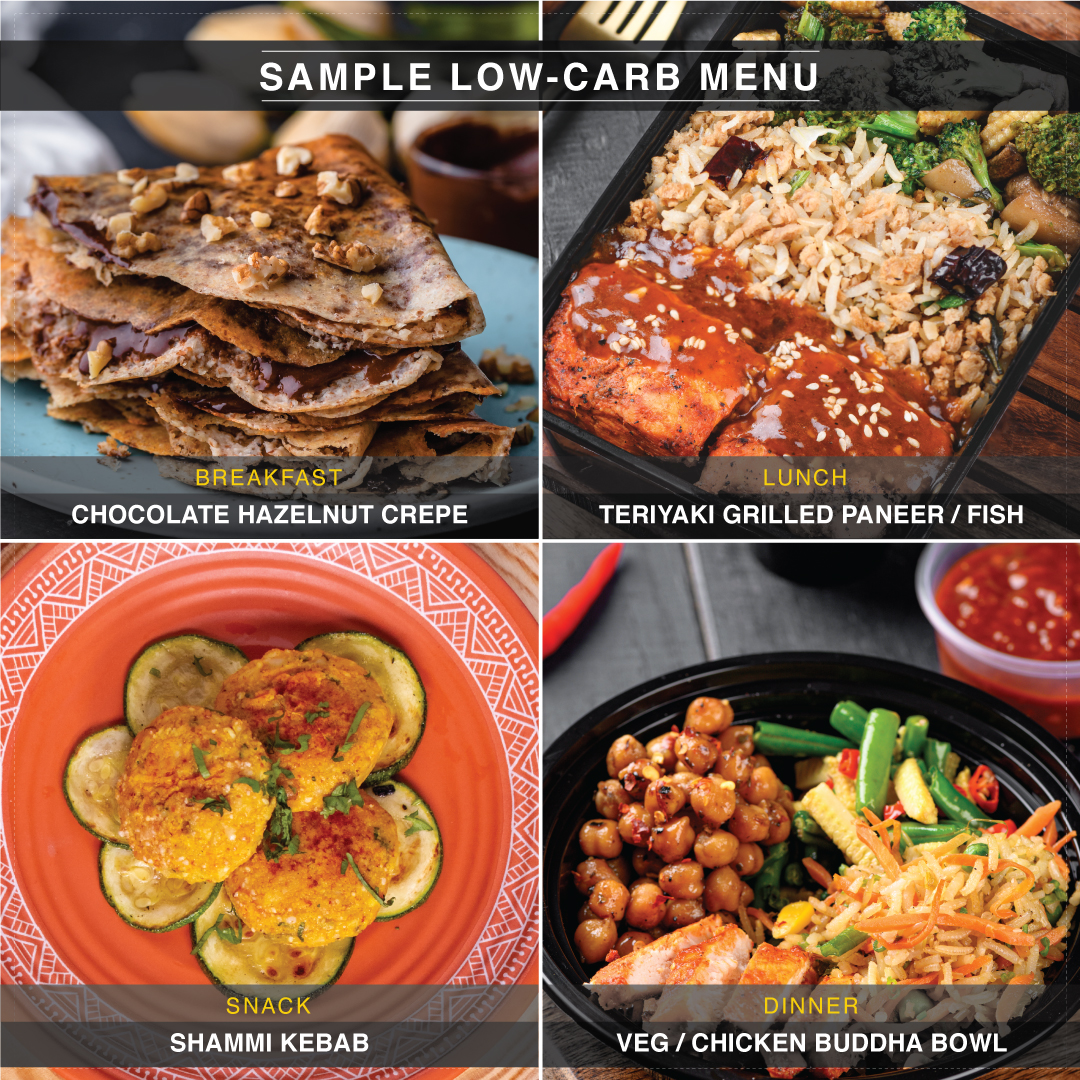 SAMPLE LOW-CARB MENU
BREAKFAST
CHOCOLATE HAZELNUT CREPE
LUNCH
TERIYAKI GRILLED PANEER / FISH
SNACK
SHAMMI KEBAB
DINNER
VEG / CHICKEN BUDDHA BOWL